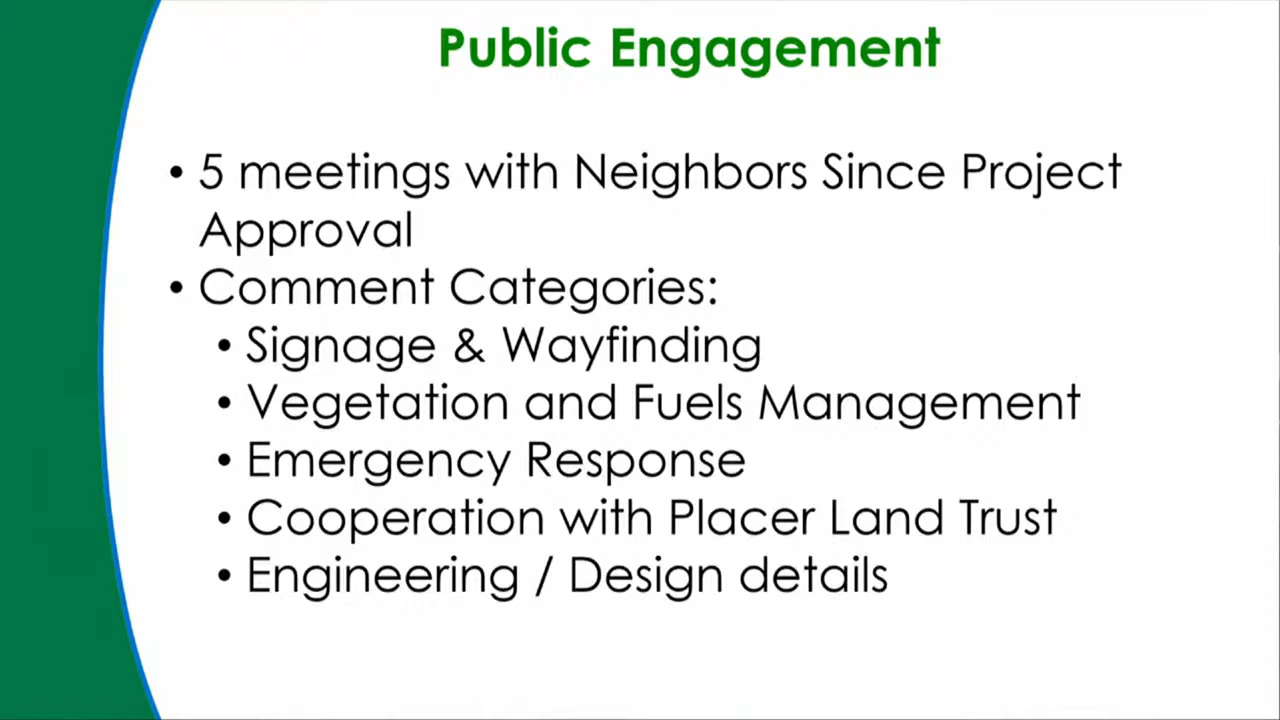 Public Engagement
• 5 meetings with Neighbors Since Project
Approval
• Comment Categories:
• Signage & Wayfinding
• Vegetation and Fuels Management
• Emergency Response
• Cooperation with Placer Land Trust
• Engineering / Design details